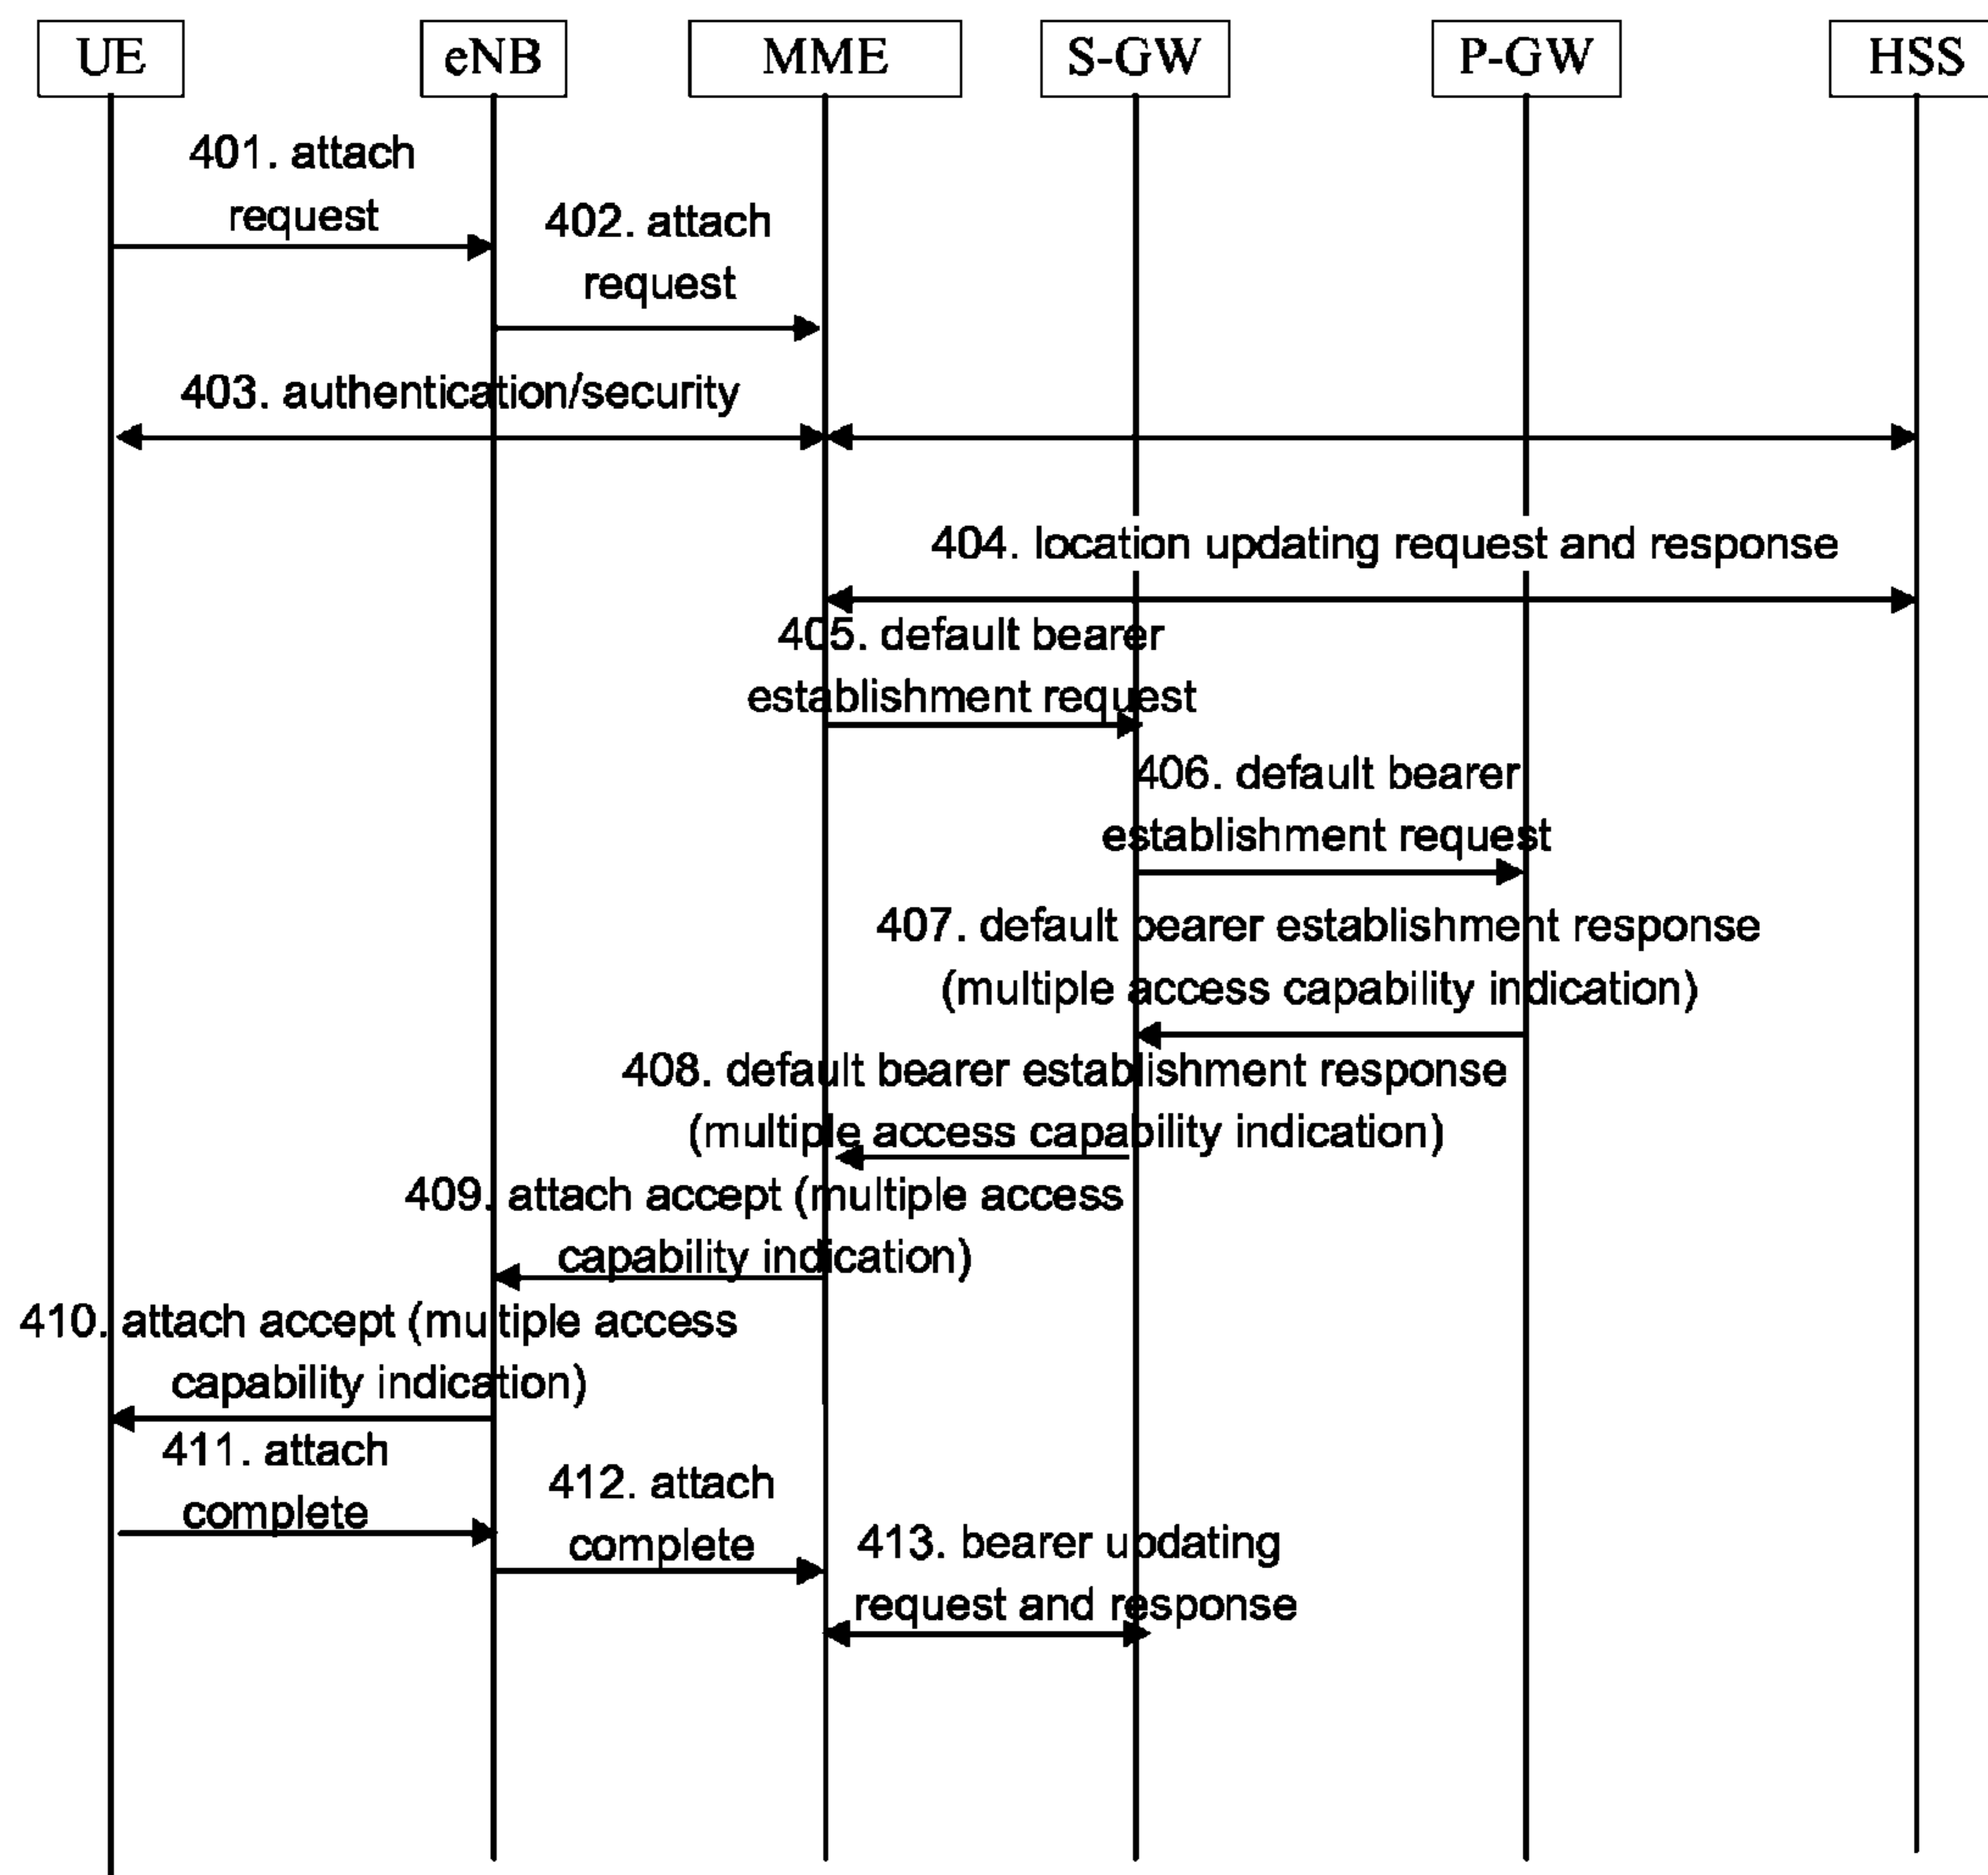 UE
eNB
MME
S-GW
P-GW
HSS
401. attach
request
402. attach
request
403. authentication/security
404. location updating request and response
405. default bearer
establishment request
406. default bearer
establishment request
407. default bearer establishment response
(multiple access capability indication)
408. default bearer establishment response
(multiple access capability indication)
409. attach accept (multiple access
capability indication)
410. attach accept (multiple access
capability indication)
411. attach
complete
412. attach
complete
413. bearer updating
request and response